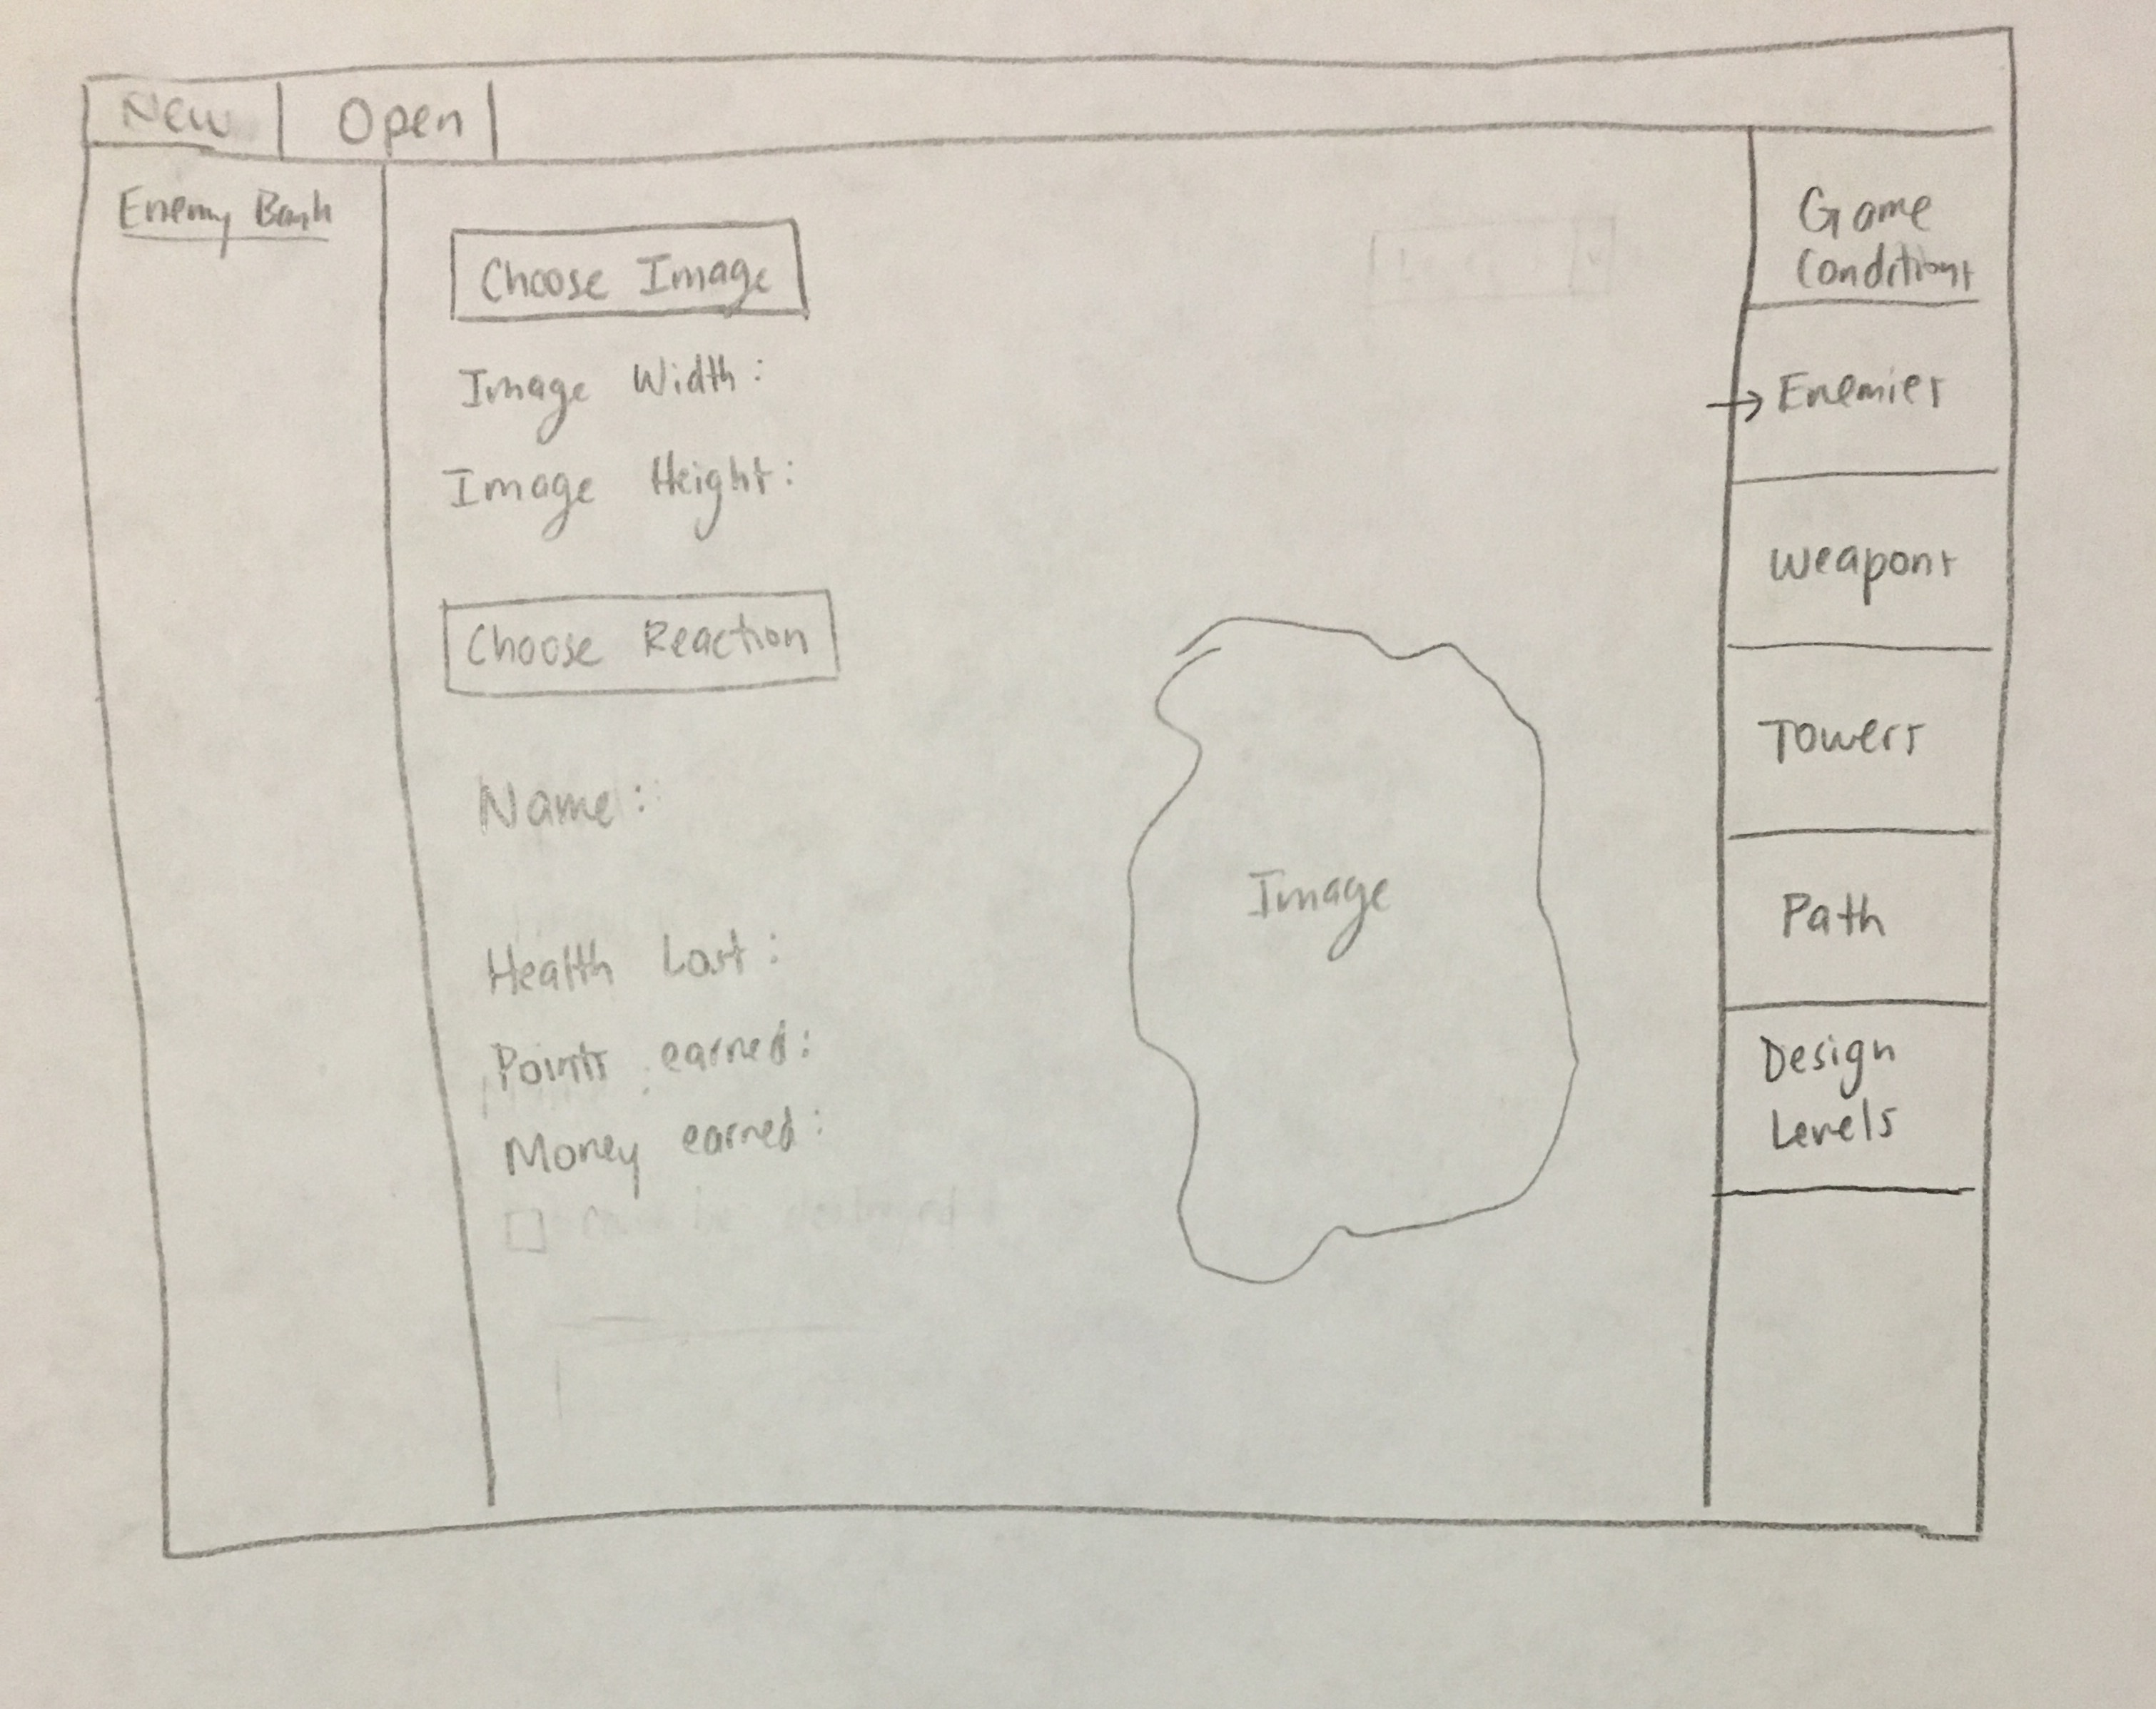 New Open
Enemy Bank
Choose Image
Image Width:
Image Height:
Choose Reaction
Name:
Health Lost:
Points earned:
Money earned:
Image
Game
Conditions
→ Enemies
Weapons
Towers
Path
Design
Levels